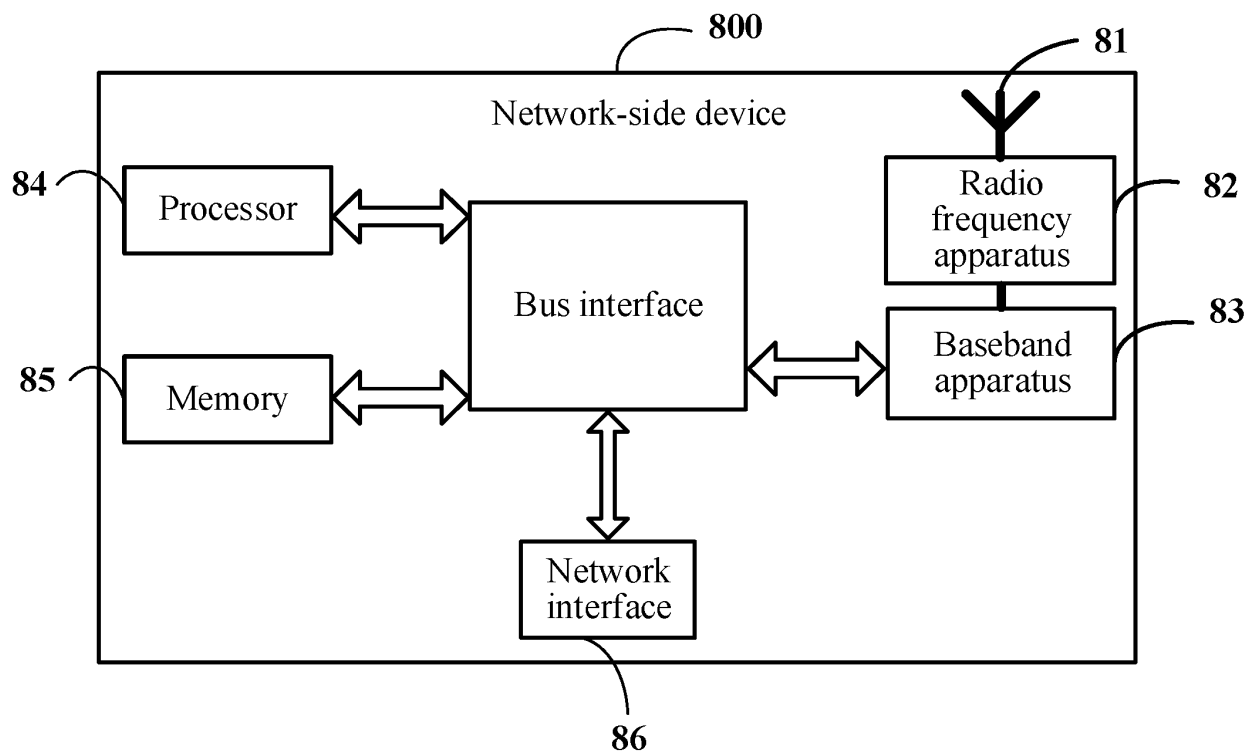 800
81
Network-side device
84
Processor
Radio
frequency
apparatus
82
Bus interface
83
Baseband
apparatus
85
Memory
Network
interface
86